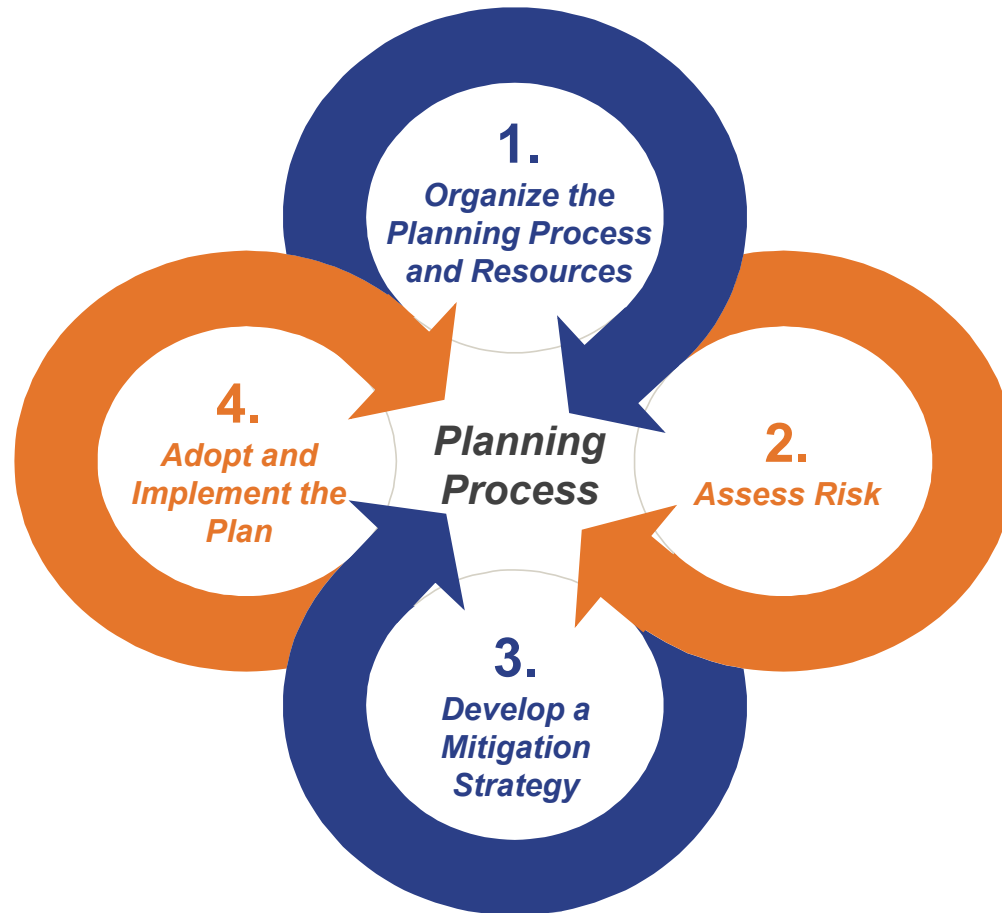 1.
Organize the
Planning Process
and Resources
2.
Assess Risk
3.
Develop a
Mitigation
Strategy
4.
Adopt and
Implement the
Plan
Planning
Process